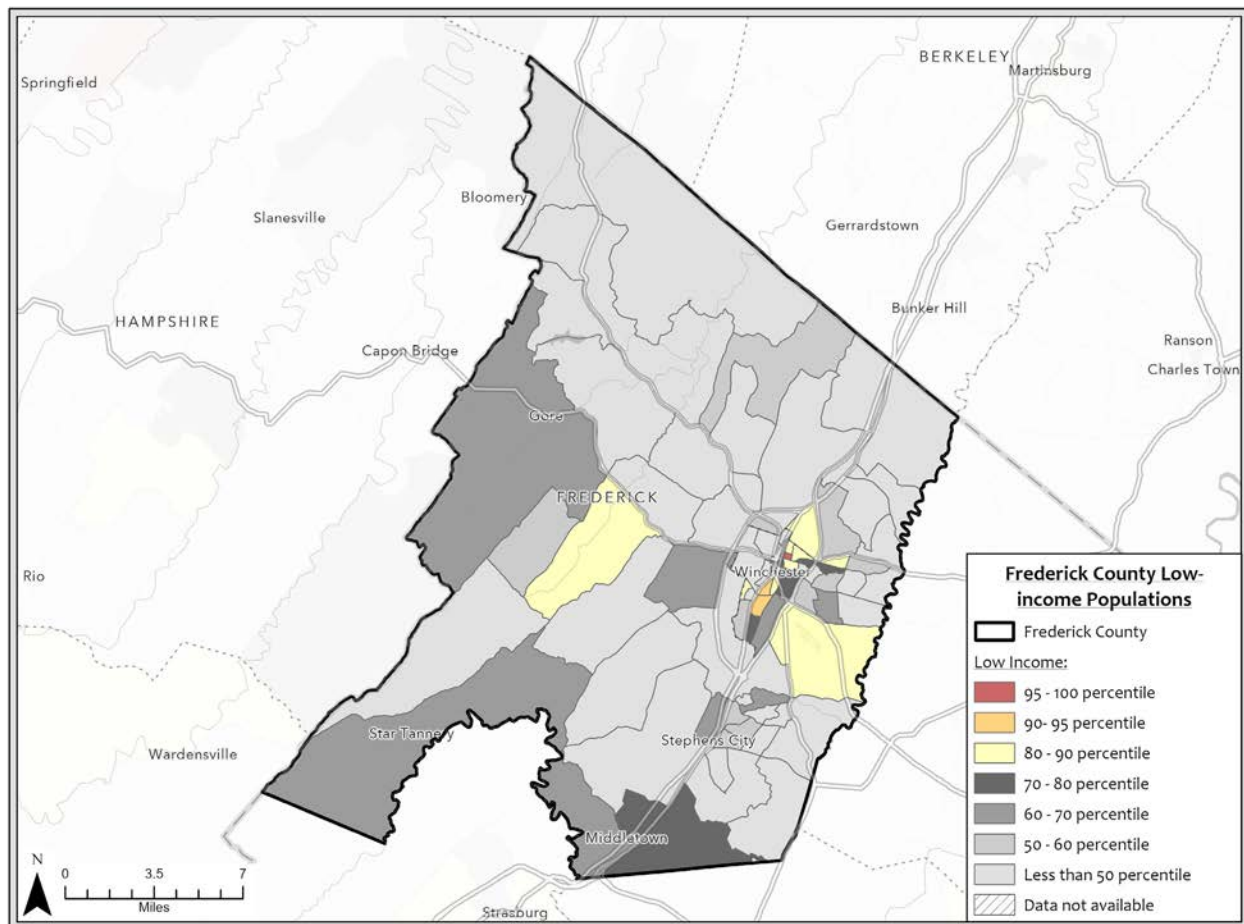 BERKELEY
Martinsburg
Springfield
Bloomery
Slanesville
Gerrardstown
Bunker Hill
HAMPSHIRE
Capon Bridge
Ranson
Charles Town
Gore
FREDERICK
Rio
Winchester
Star Tannery
Stephens City
Wardensville
Middletown
Strasburg
N
0 3.5 7
Miles
Frederick County Low-
income Populations
Frederick County
Low Income:
95 - 100 percentile
90- 95 percentile
80 - 90 percentile
70 - 80 percentile
60 - 70 percentile
50 - 60 percentile
Less than 50 percentile
Data not available